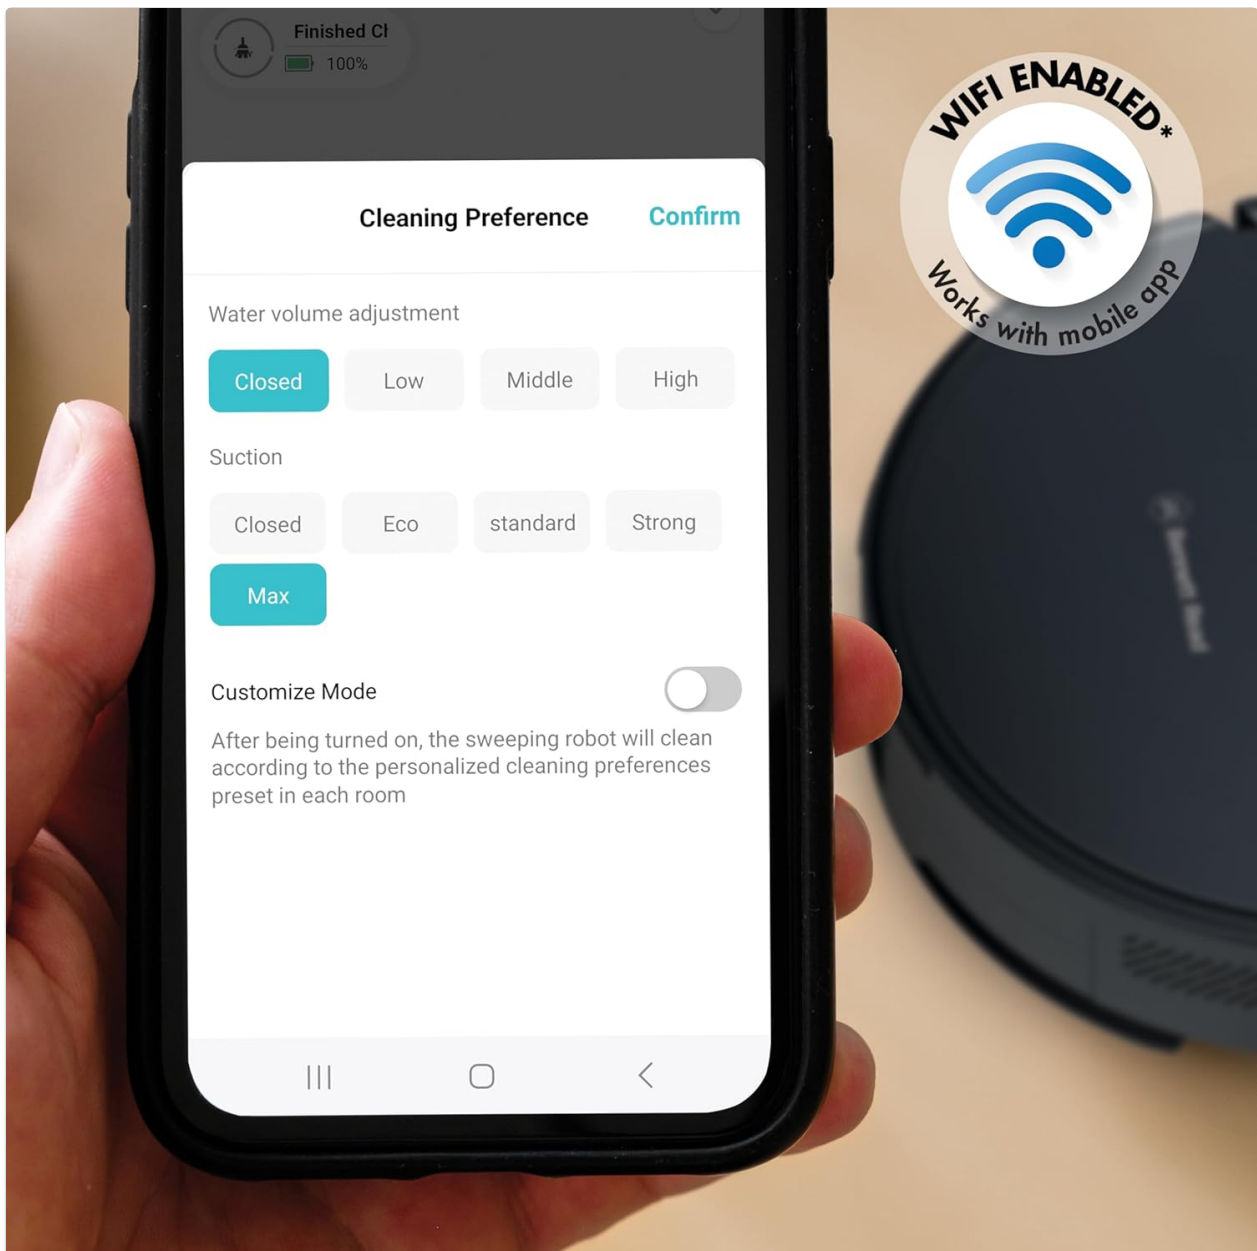 Finished Cl
100%
WIFI ENABLED*
Works with mobile app
Cleaning Preference
Confirm
Water volume adjustment
Closed
Low
Middle
High
Suction
Closed
Eco
standard
Strong
Max
Customize Mode
After being turned on, the sweeping robot will clean
according to the personalized cleaning preferences
preset in each room
Bennett Read